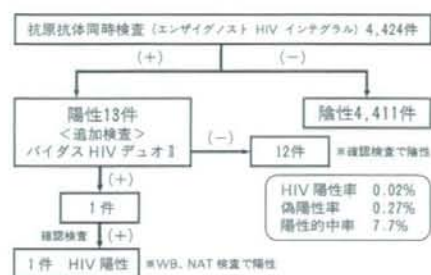 抗原抗体同時検査(エンザイグノスト HIV インテグラル)4,424件
(+)
(−)
陽性13件
<追加検査>
バイダスHIVデュオⅡ
陰性4,411件
(−)
12件
※確認検査で陰性
(+)
1件
HIV 陽性率 0.02%
偽陽性率 0.27%
陽性的中率 7.7%
確認検査
(+)
1件 HIV 陽性
※WB、NAT 検査で陽性